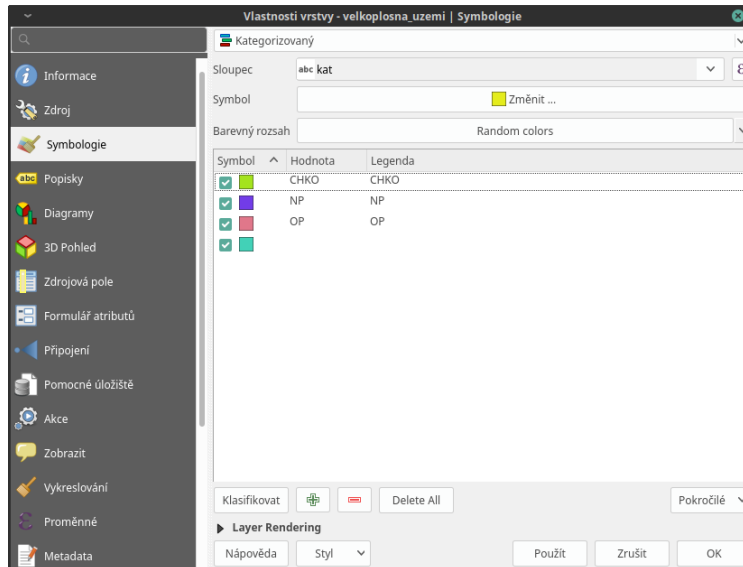 Vlastnosti vrstvy - velkoplosna_uzemi | Symbologie
Kategorizovaný
Informace
Zdroj
Symbologie
Popisky
Diagramy
3D Pohled
Zdrojová pole
Formulář atributů
Připojení
Pomocné úložiště
Akce
Zobrazit
Vykreslování
Proměnné
Metadata
Sloupec abc kat
Symbol Změnit ...
Barevný rozsah Random colors
Symbol Hodnota Legenda
CHKO CHKO
NP NP
OP OP
Klasifikovat Delete All Pokročilé
Layer Rendering
Nápověda Styl Použít Zrušit OK
abc